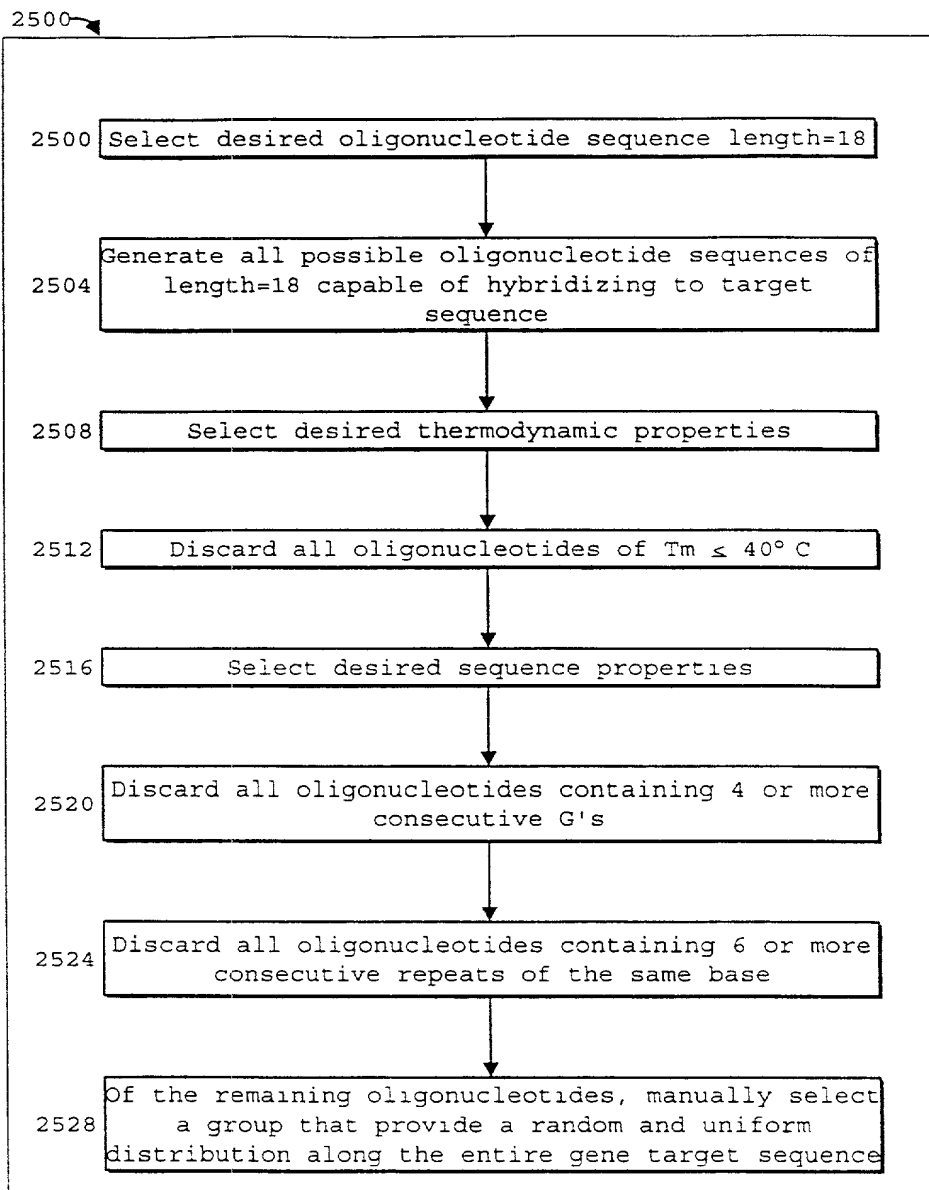 2500
2500 Select desired oligonucleotide sequence length=18
Generate all possible oligonucleotide sequences of
2504 length=18 capable of hybridizing to target
sequence
2508 Select desired thermodynamic properties
2512 Discard all oligonucleotides of Tm ≤ 40° C
2516 Select desired sequence properties
2520 Discard all oligonucleotides containing 4 or more
consecutive G's
2524 Discard all oligonucleotides containing 6 or more
consecutive repeats of the same base
Of the remaining oligonucleotides, manually select
2528 a group that provide a random and uniform
distribution along the entire gene target sequence